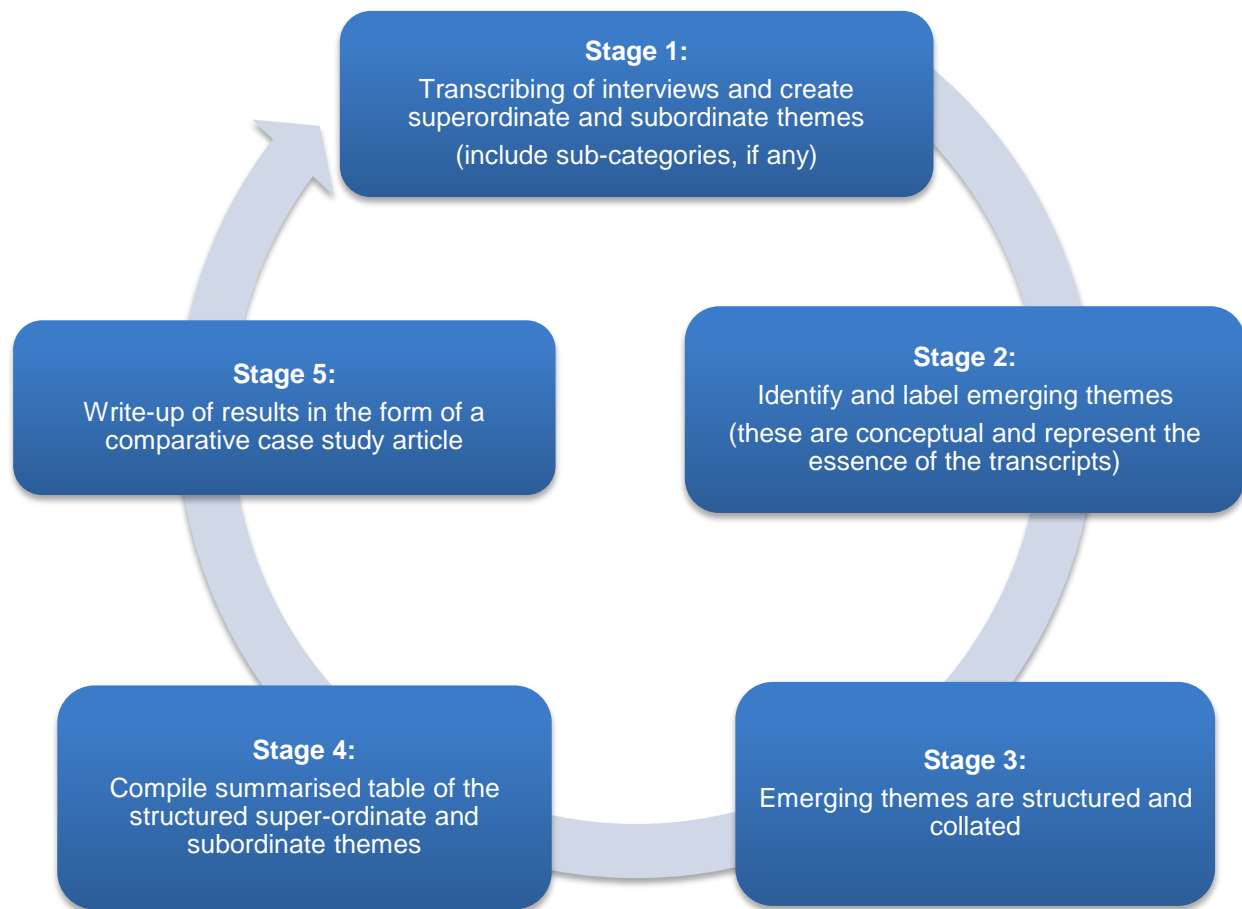 Stage 1:
Transcribing of interviews and create
superordinate and subordinate themes
(include sub-categories, if any)
Stage 2:
Identify and label emerging themes
(these are conceptual and represent the
essence of the transcripts)
Stage 3:
Emerging themes are structured and
collated
Stage 4:
Compile summarised table of the
structured super-ordinate and
subordinate themes
Stage 5:
Write-up of results in the form of a
comparative case study article